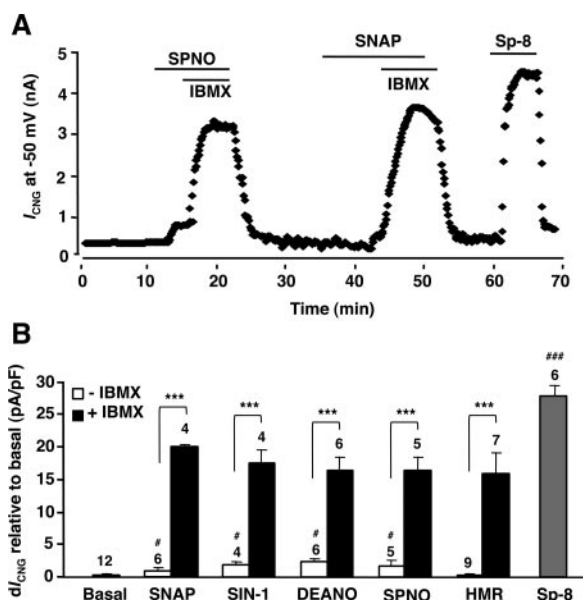 A
SPNO
IBMX
SNAP
IBMX
Sp-8
I CNG at -50 mV (nA)
5
4
3
2
1
0
0 10 20 30 40 50 60 70
Time (min)
B
dI CNG relative to basal (pA/pF)
30
25
20
15
10
5
0
- IBMX
+ IBMX
*** *** *** *** ***
###
12 # 6 4 # 4 4 # 6 6 # 5 5 9 7 6
Basal SNAP SIN-1 DEANO SPNO HMR Sp-8